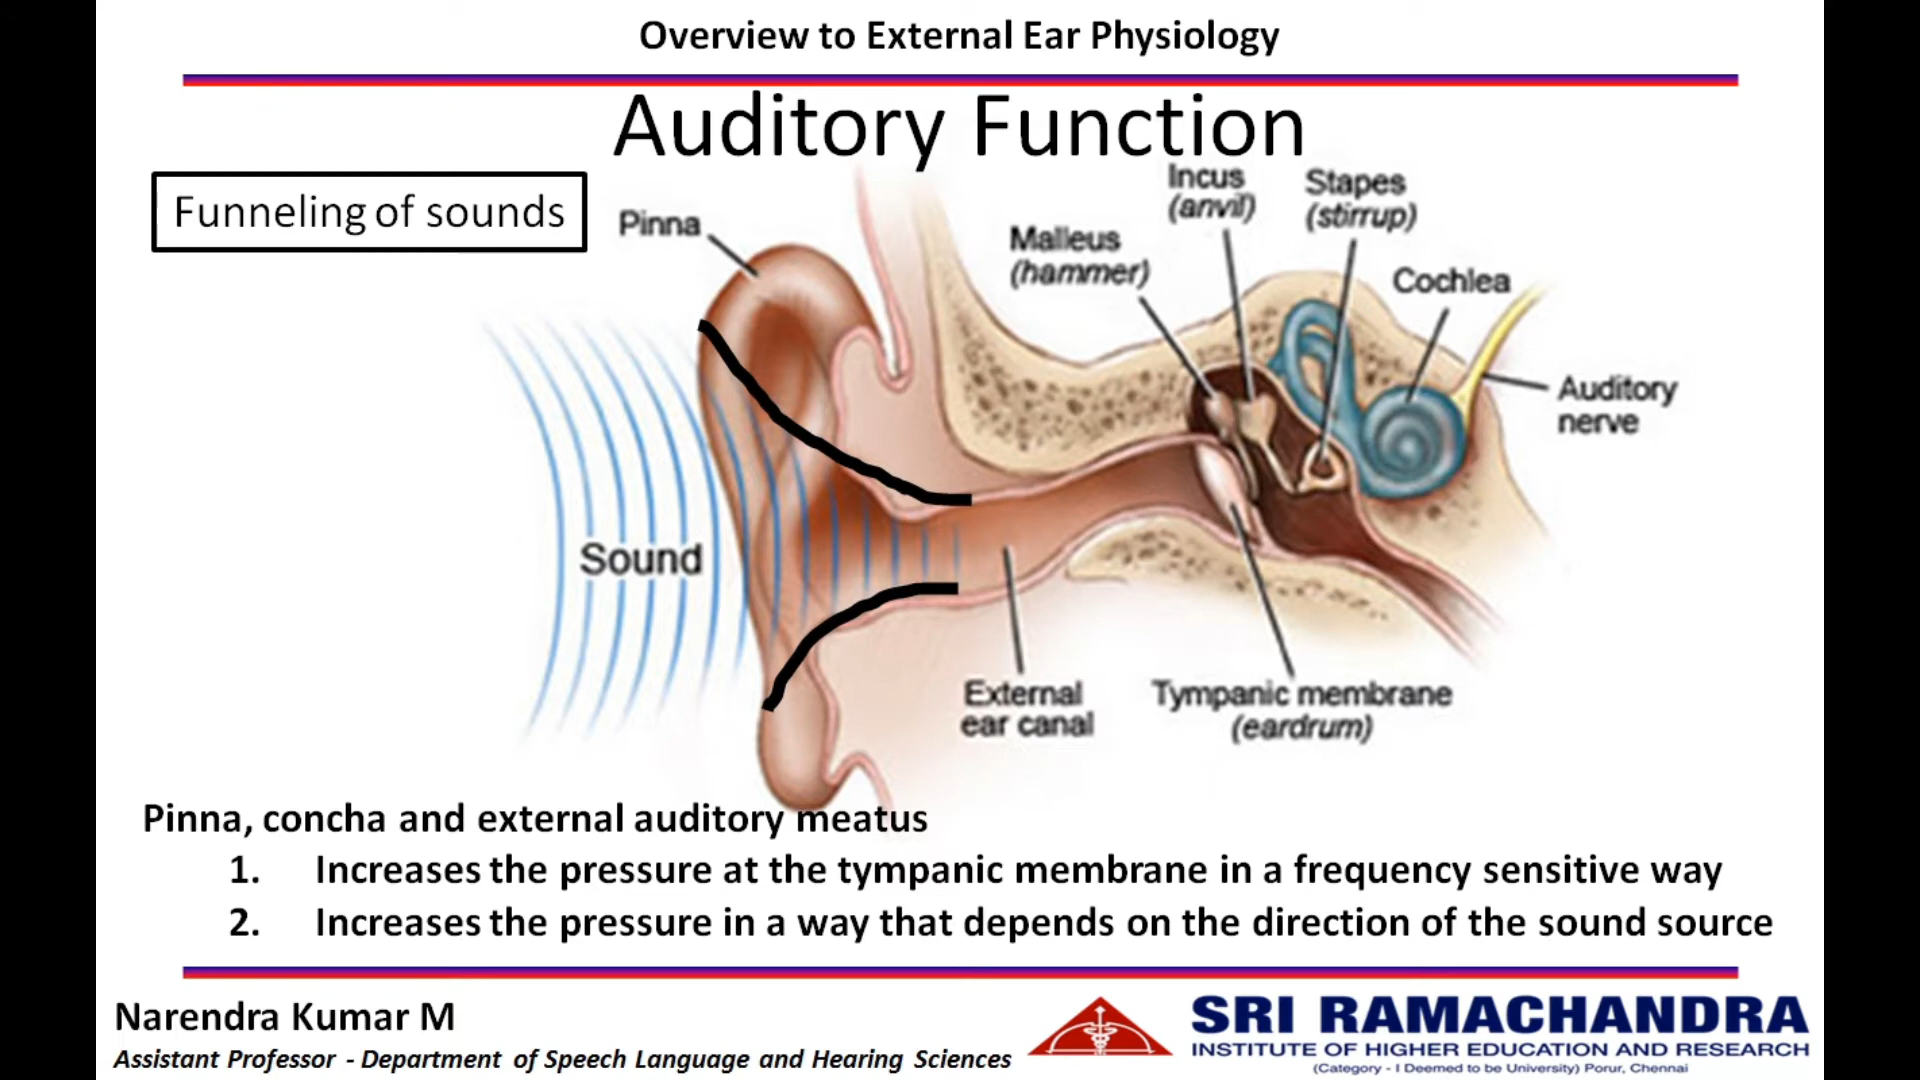 Overview to External Ear Physiology
Auditory Function
Funneling of sounds
Pinna
Incus
(anvil)
Stapes
(stirrup)
Malleus
(hammer)
Cochlea
Auditory
nerve
Sound
External
ear canal
Tympanic membrane
(eardrum)
Pinna, concha and external auditory meatus
1. Increases the pressure at the tympanic membrane in a frequency sensitive way
2. Increases the pressure in a way that depends on the direction of the sound source
Narendra Kumar M
Assistant Professor - Department of Speech Language and Hearing Sciences
SRI RAMACHANDRA
INSTITUTE OF HIGHER EDUCATION AND RESEARCH
(Category - I Deemed to be University) Porur, Chennai